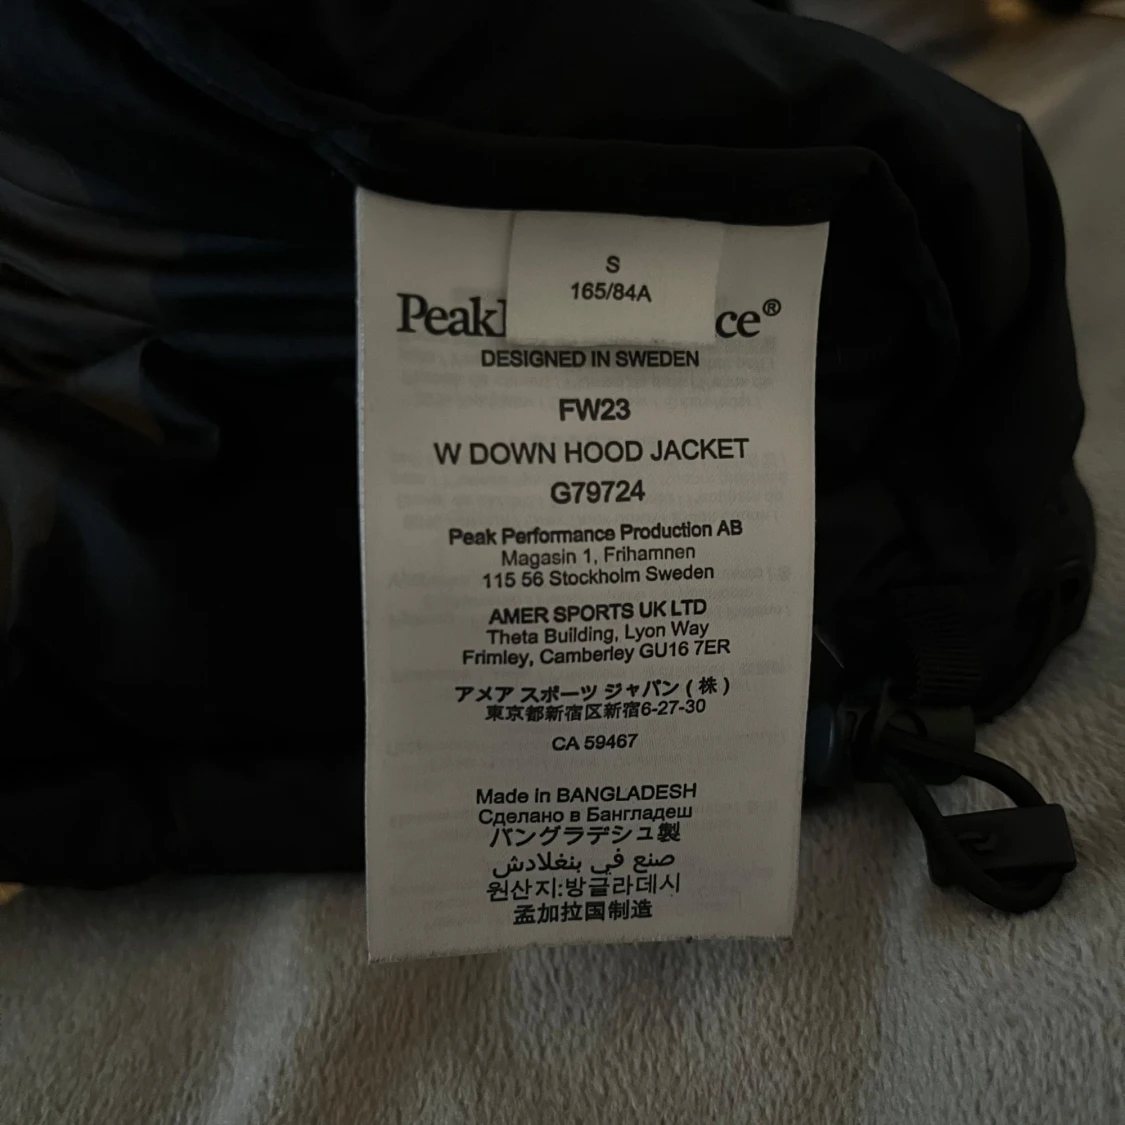 S
165/84A
Peak ce®
DESIGNED IN SWEDEN
FW23
W DOWN HOOD JACKET
G79724
Peak Performance Production AB
Magasin 1, Frihamnen
115 56 Stockholm Sweden
AMER SPORTS UK LTD
Theta Building, Lyon Way
Frimley, Camberley GU16 7ER
アメア スポーツ ジャパン ( 株 )
東京都新宿区新宿6-27-30
CA 59467
Made in BANGLADESH
Сделано в Бангладеш
バングラデシュ製
صنع في بنغلادش
원산지:방글라데시
孟加拉国制造